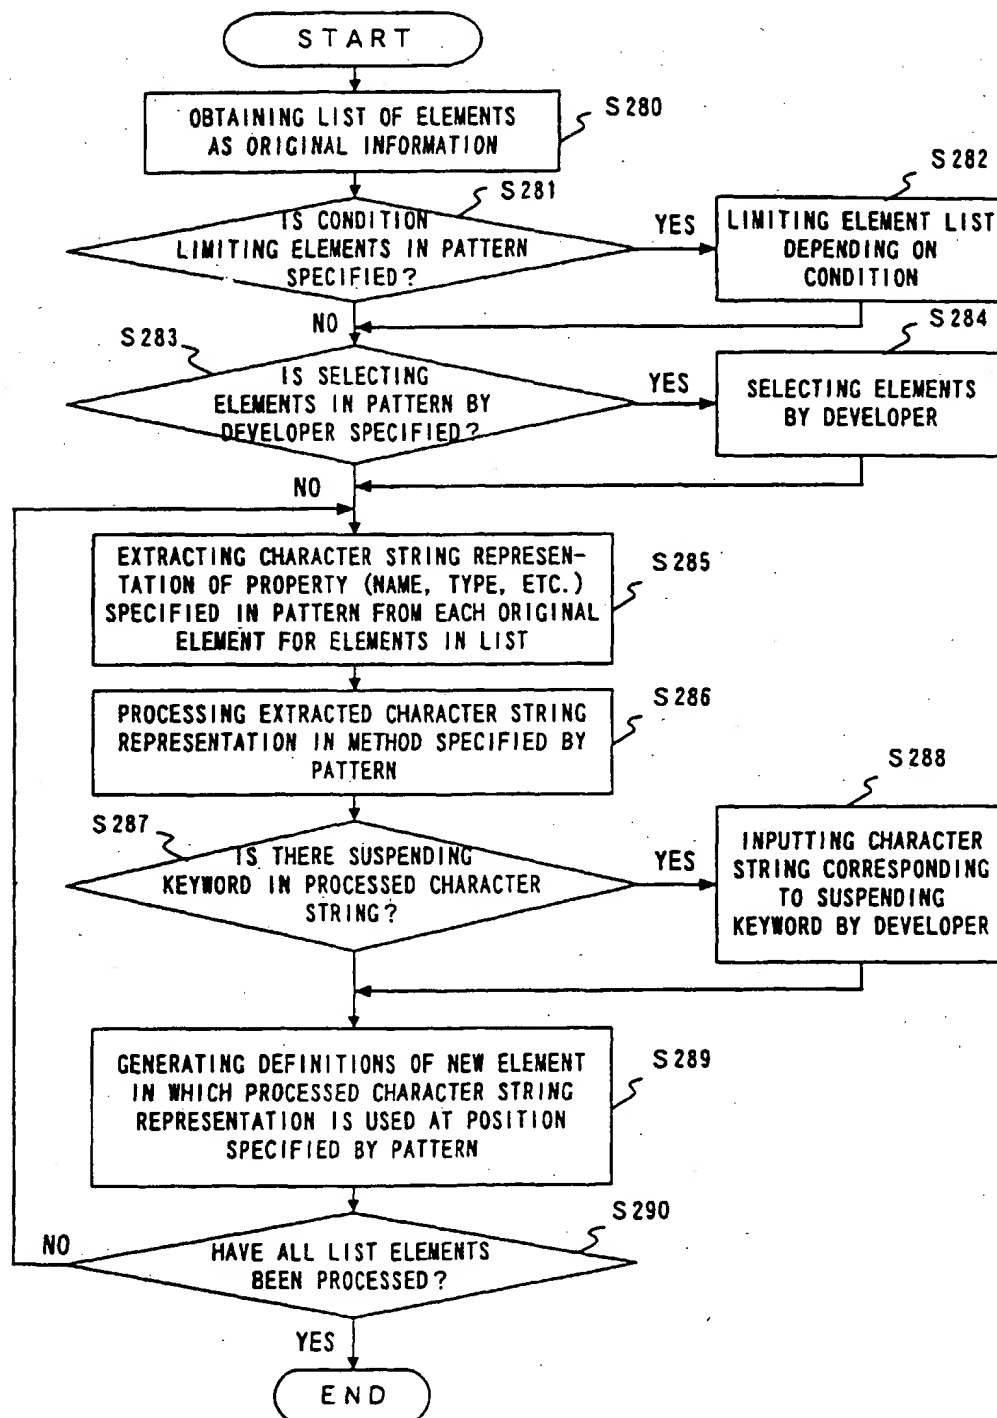 START
OBTAINING LIST OF ELEMENTS
AS ORIGINAL INFORMATION
S280
S281
IS CONDITION
LIMITING ELEMENTS IN PATTERN
SPECIFIED?
YES
S282
LIMITING ELEMENT LIST
DEPENDING ON
CONDITION
NO
S283
IS SELECTING
ELEMENTS IN PATTERN BY
DEVELOPER SPECIFIED?
YES
S284
SELECTING ELEMENTS
BY DEVELOPER
NO
EXTRACTING CHARACTER STRING REPRESEN-
TATION OF PROPERTY (NAME, TYPE, ETC.)
SPECIFIED IN PATTERN FROM EACH ORIGINAL
ELEMENT FOR ELEMENTS IN LIST
S285
PROCESSING EXTRACTED CHARACTER STRING
REPRESENTATION IN METHOD SPECIFIED BY
PATTERN
S286
S287
IS THERE SUSPENDING
KEYWORD IN PROCESSED CHARACTER
STRING?
YES
S288
INPUTTING CHARACTER
STRING CORRESPONDING
TO SUSPENDING
KEYWORD BY DEVELOPER
GENERATING DEFINITIONS OF NEW ELEMENT
IN WHICH PROCESSED CHARACTER STRING
REPRESENTATION IS USED AT POSITION
SPECIFIED BY PATTERN
S289
S290
HAVE ALL LIST ELEMENTS
BEEN PROCESSED?
NO
YES
END